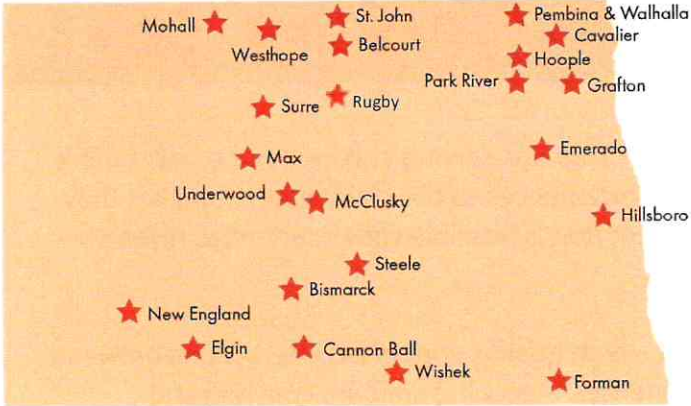 Mohall
St. John
Pembina & Walhalla
Westhope
Belcourt
Cavalier
Hoople
Park River
Grafton
Surre
Rugby
Max
Emerado
Underwood
McClusky
Hillsboro
Steele
Bismarck
New England
Elgin
Cannon Ball
Wishek
Forman